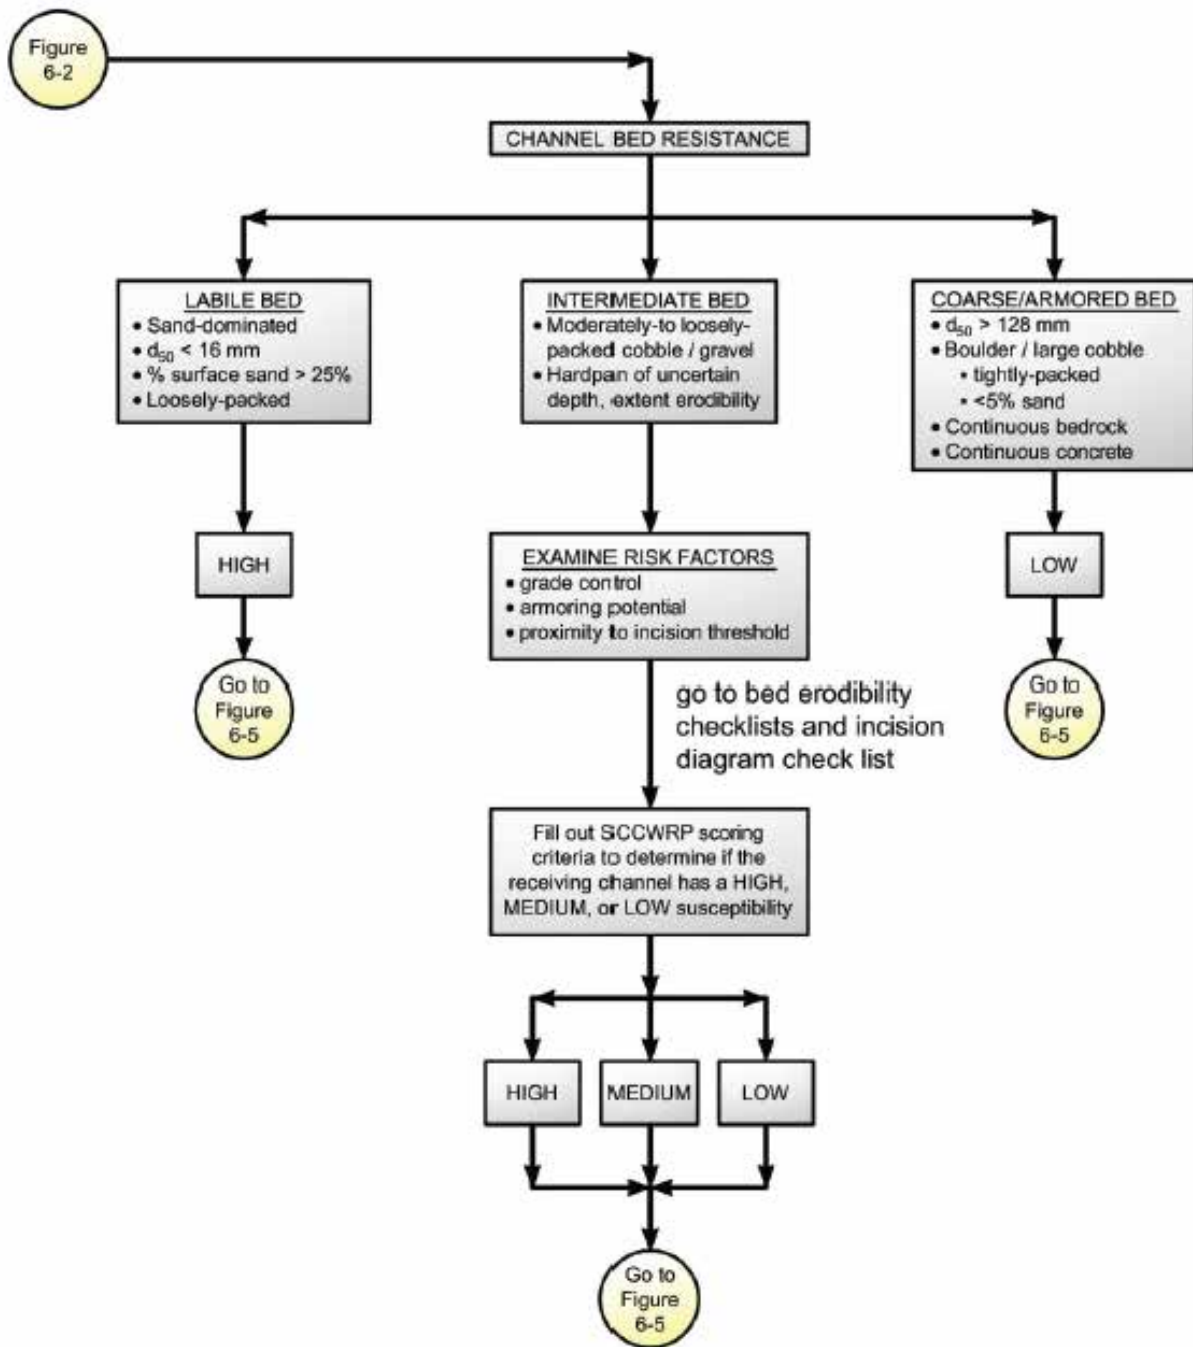 Figure
6-2
CHANNEL BED RESISTANCE
LABILE BED
• Sand-dominated
• d50 < 16 mm
• % surface sand > 25%
• Loosely-packed
INTERMEDIATE BED
• Moderately-to loosely-
packed cobble / gravel
• Hardpan of uncertain
depth, extent erodibility
COARSE/ARMORED BED
• d50 > 128 mm
• Boulder / large cobble
▪ tightly-packed
▪ <5% sand
• Continuous bedrock
• Continuous concrete
HIGH
EXAMINE RISK FACTORS
• grade control
• armoring potential
• proximity to incision threshold
LOW
Go to
Figure
6-5
go to bed erodibility
checklists and incision
diagram check list
Go to
Figure
6-5
Fill out SCCWRP scoring
criteria to determine if the
receiving channel has a HIGH,
MEDIUM, or LOW susceptibility
HIGH
MEDIUM
LOW
Go to
Figure
6-5